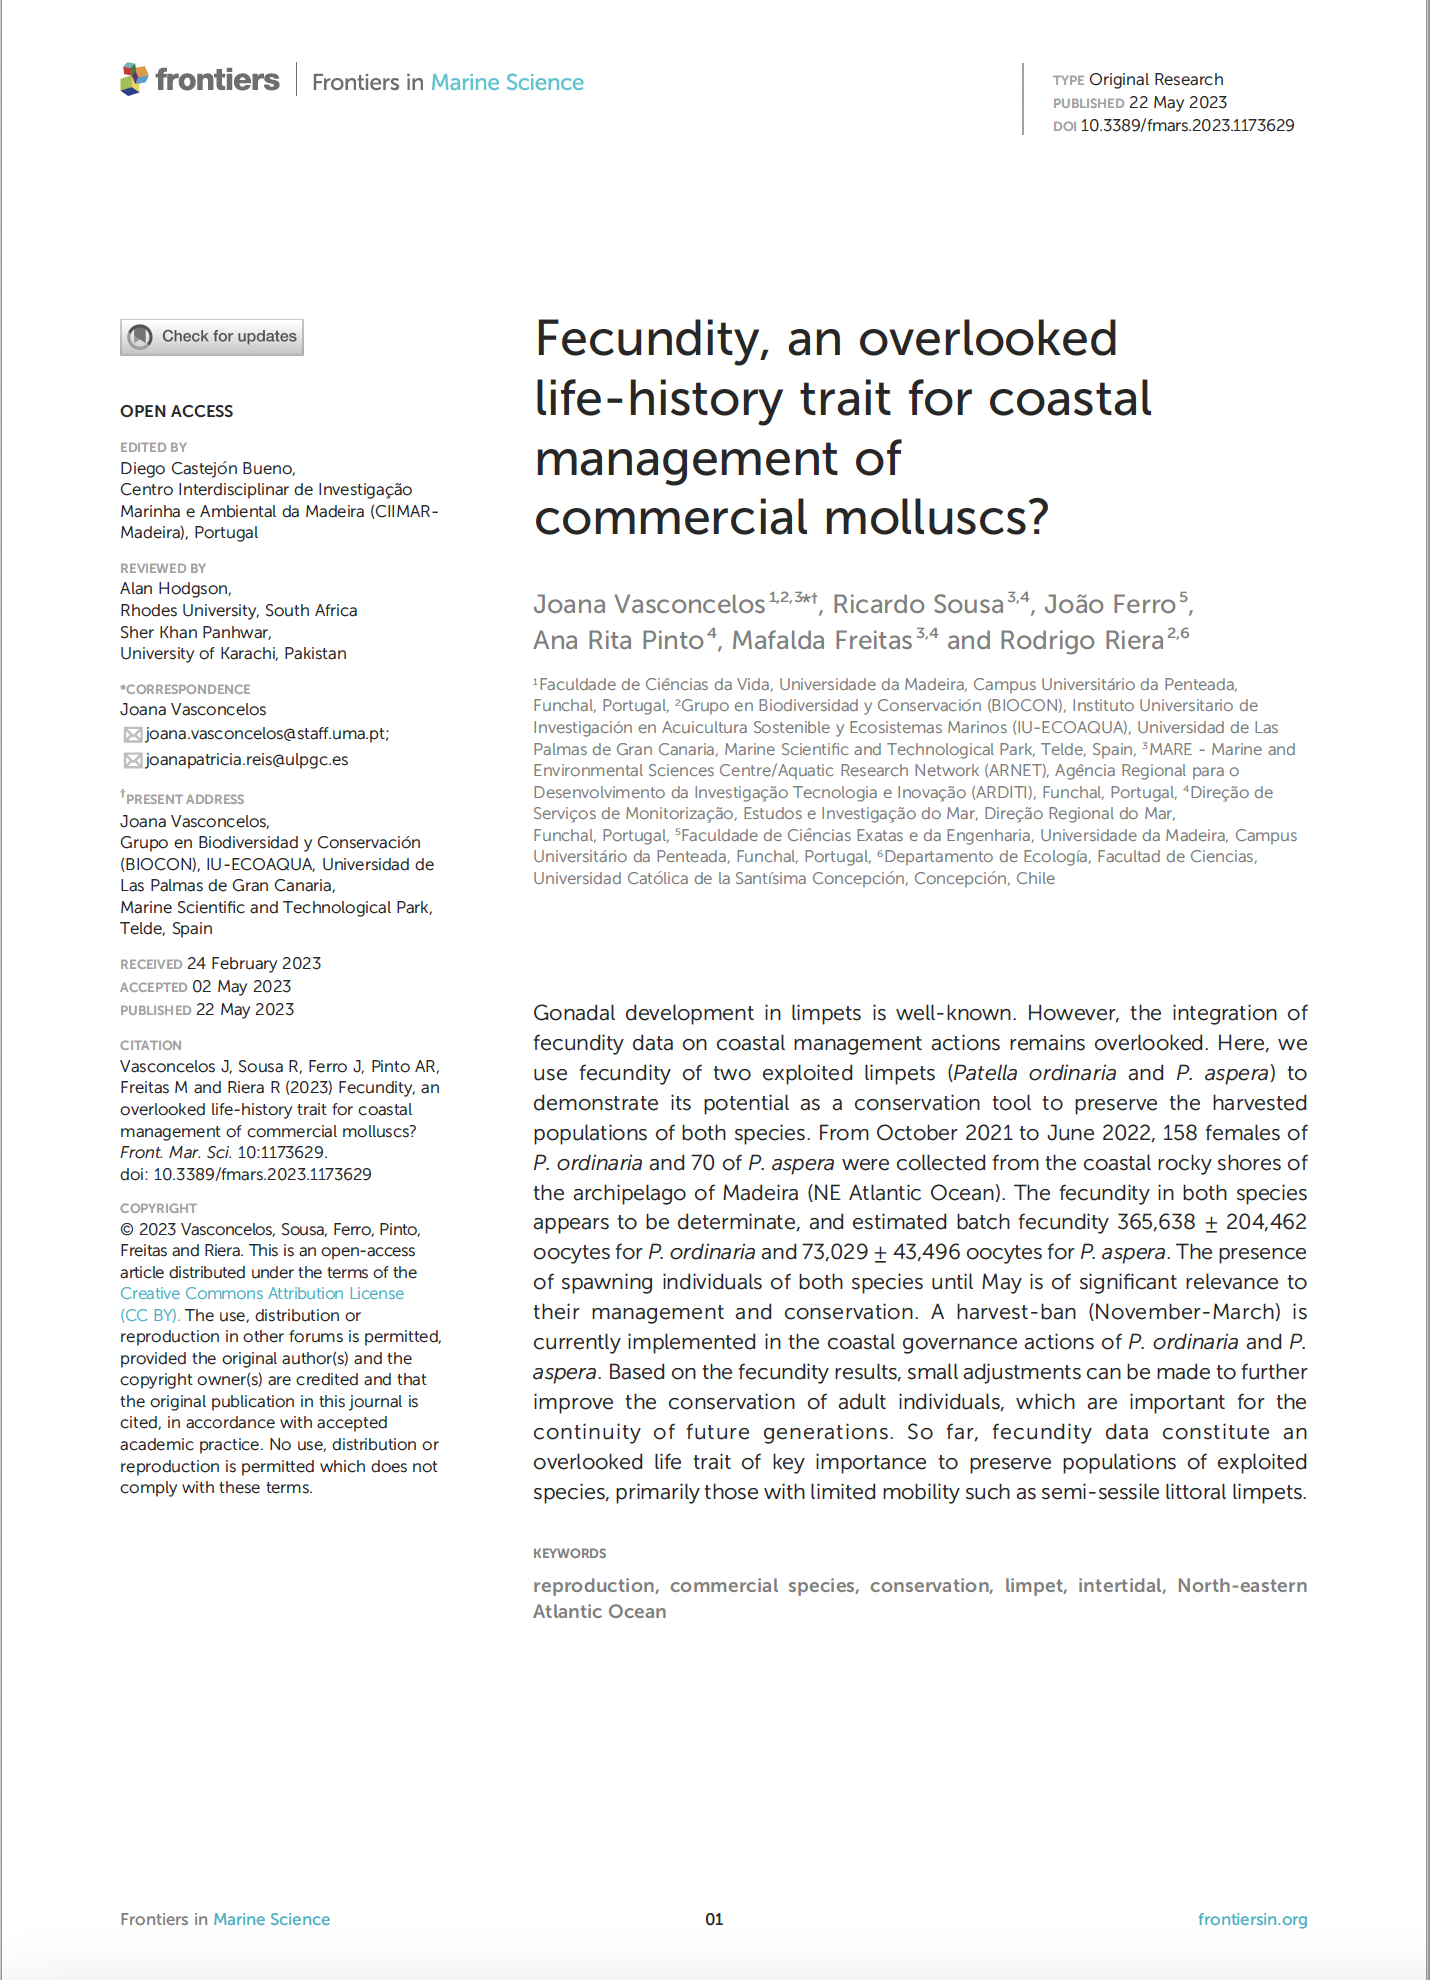 frontiers | Frontiers in Marine Science
TYPE Original Research
PUBLISHED 22 May 2023
DOI 10.3389/fmars.2023.1173629
Check for updates
OPEN ACCESS
EDITED BY
Diego Castejón Bueno,
Centro Interdisciplinar de Investigação
Marinha e Ambiental da Madeira (CIIMAR-
Madeira), Portugal
REVIEWED BY
Alan Hodgson,
Rhodes University, South Africa
Sher Khan Panhwar,
University of Karachi, Pakistan
*CORRESPONDENCE
Joana Vasconcelos
joana.vasconcelos@staff.uma.pt;
joanapatricia.reis@ulpgc.es
†PRESENT ADDRESS
Joana Vasconcelos,
Grupo en Biodiversidad y Conservación
(BIOCON), IU-ECOAQUA, Universidad de
Las Palmas de Gran Canaria,
Marine Scientific and Technological Park,
Telde, Spain
RECEIVED 24 February 2023
ACCEPTED 02 May 2023
PUBLISHED 22 May 2023
CITATION
Vasconcelos J, Sousa R, Ferro J, Pinto AR,
Freitas M and Riera R (2023) Fecundity, an
overlooked life-history trait for coastal
management of commercial molluscs?
Front. Mar. Sci. 10:1173629.
doi: 10.3389/fmars.2023.1173629
COPYRIGHT
© 2023 Vasconcelos, Sousa, Ferro, Pinto,
Freitas and Riera. This is an open-access
article distributed under the terms of the
Creative Commons Attribution License
(CC BY). The use, distribution or
reproduction in other forums is permitted,
provided the original author(s) and the
copyright owner(s) are credited and that
the original publication in this journal is
cited, in accordance with accepted
academic practice. No use, distribution or
reproduction is permitted which does not
comply with these terms.
Fecundity, an overlooked
life-history trait for coastal
management of
commercial molluscs?
Joana Vasconcelos 1,2,3*†, Ricardo Sousa 3,4, João Ferro 5,
Ana Rita Pinto 4, Mafalda Freitas 3,4 and Rodrigo Riera 2,6
1Faculdade de Ciências da Vida, Universidade da Madeira, Campus Universitário da Penteada,
Funchal, Portugal, 2Grupo en Biodiversidad y Conservación (BIOCON), Instituto Universitario de
Investigación en Acuicultura Sostenible y Ecosistemas Marinos (IU-ECOAQUA), Universidad de Las
Palmas de Gran Canaria, Marine Scientific and Technological Park, Telde, Spain, 3MARE - Marine and
Environmental Sciences Centre/Aquatic Research Network (ARNET), Agência Regional para o
Desenvolvimento da Investigação Tecnologia e Inovação (ARDITI), Funchal, Portugal, 4Direção de
Serviços de Monitorização, Estudos e Investigação do Mar, Direção Regional do Mar,
Funchal, Portugal, 5Faculdade de Ciências Exatas e da Engenharia, Universidade da Madeira, Campus
Universitário da Penteada, Funchal, Portugal, 6Departamento de Ecología, Facultad de Ciencias,
Universidad Católica de la Santísima Concepción, Concepción, Chile
Gonadal development in limpets is well-known. However, the integration of
fecundity data on coastal management actions remains overlooked. Here, we
use fecundity of two exploited limpets (Patella ordinaria and P. aspera) to
demonstrate its potential as a conservation tool to preserve the harvested
populations of both species. From October 2021 to June 2022, 158 females of
P. ordinaria and 70 of P. aspera were collected from the coastal rocky shores of
the archipelago of Madeira (NE Atlantic Ocean). The fecundity in both species
appears to be determinate, and estimated batch fecundity 365,638 ± 204,462
oocytes for P. ordinaria and 73,029 ± 43,496 oocytes for P. aspera. The presence
of spawning individuals of both species until May is of significant relevance to
their management and conservation. A harvest-ban (November-March) is
currently implemented in the coastal governance actions of P. ordinaria and P.
aspera. Based on the fecundity results, small adjustments can be made to further
improve the conservation of adult individuals, which are important for the
continuity of future generations. So far, fecundity data constitute an
overlooked life trait of key importance to preserve populations of exploited
species, primarily those with limited mobility such as semi-sessile littoral limpets.
KEYWORDS
reproduction, commercial species, conservation, limpet, intertidal, North-eastern
Atlantic Ocean
Frontiers in Marine Science
01
frontiersin.org